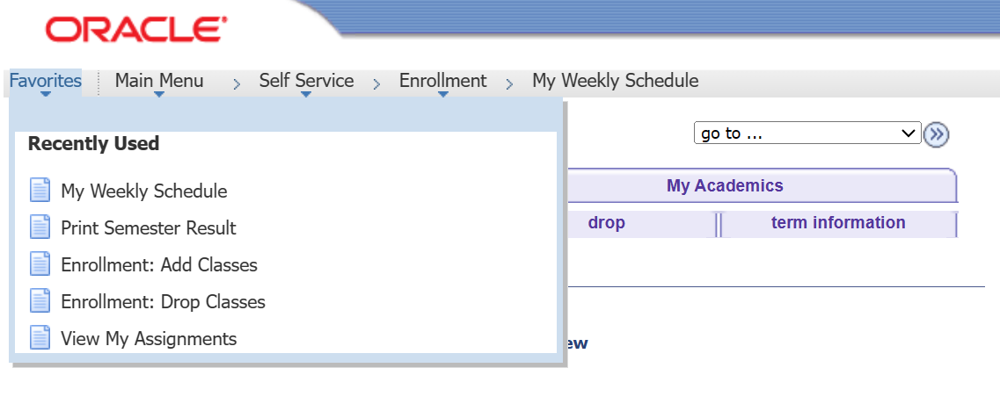 ORACLE
Favorites Main Menu Self Service Enrollment My Weekly Schedule
Recently Used
My Weekly Schedule
Print Semester Result
Enrollment: Add Classes
Enrollment: Drop Classes
View My Assignments
go to ...
My Academics
drop term information
ew